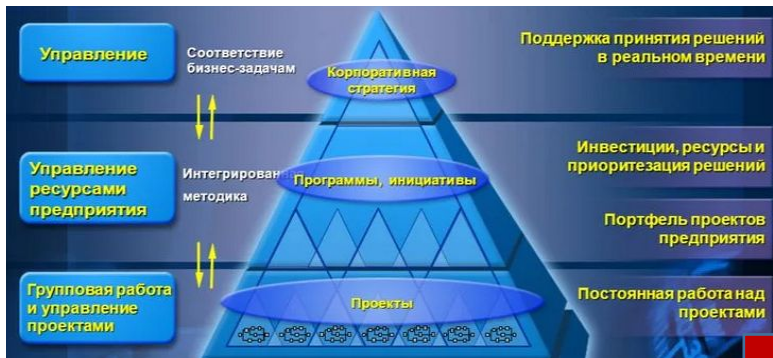 Управление
Соответствие
бизнес-задачам
Корпоративная
стратегия
Поддержка принятия решений
в реальном времени
Управление
ресурсами
предприятия
методика
Программы, инициативы
Инвестиции, ресурсы и
приоритезация решений
Портфель проектов
предприятия
Групповая работа
и управление
проектами
Проекты
Постоянная работа над
проектами